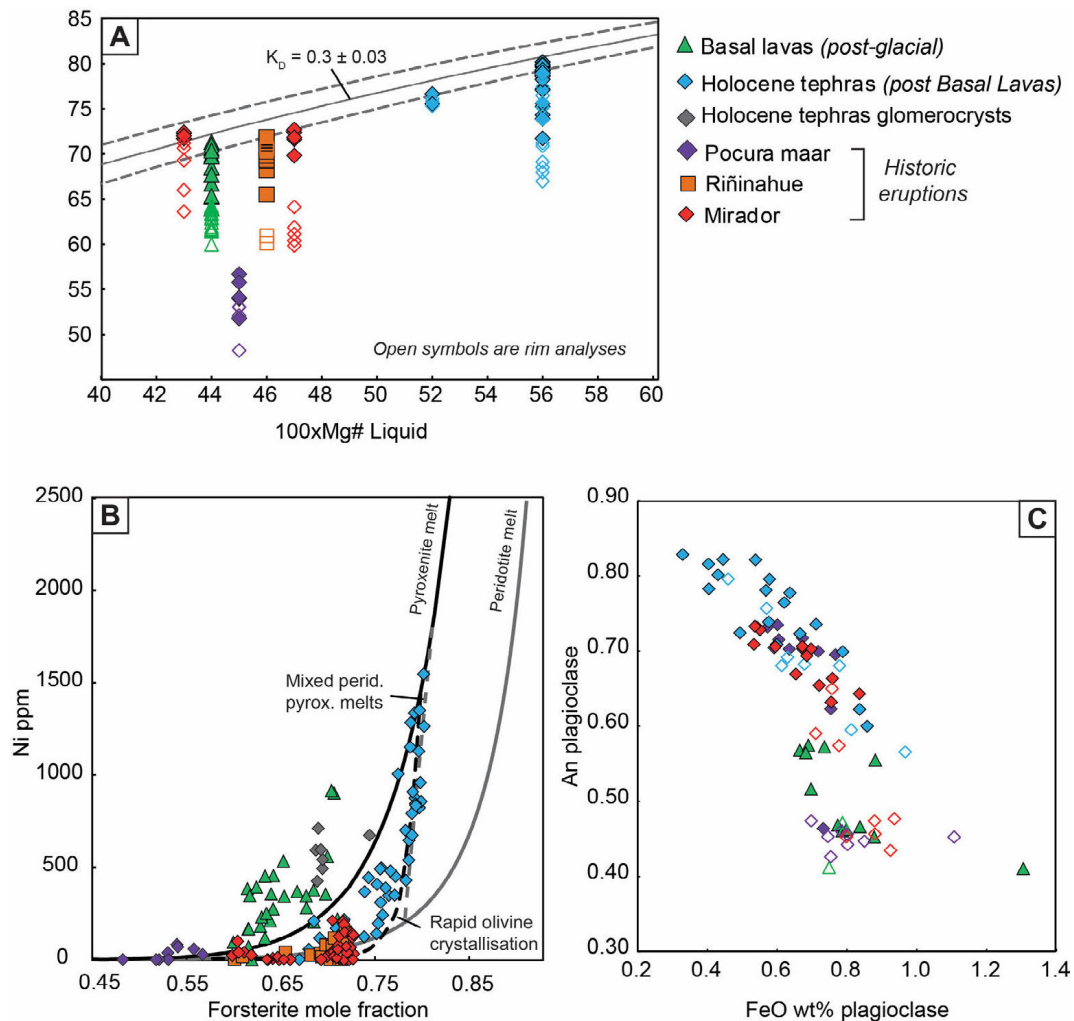 A
85
80
75
70
65
60
55
50
K_D = 0.3 ± 0.03
Open symbols are rim analyses
40 42 44 46 48 50 52 54 56 58 60
100xMg# Liquid
Basal lavas (post-glacial)
Holocene tephras (post Basal Lavas)
Holocene tephras glomerocrysts
Pocura maar
Riñinahue
Mirador
Historic
eruptions
B
2500
2000
1500
1000
500
0
Ni ppm
Pyroxenite melt
Peridotite melt
Mixed perid.
pyrox. melts
Rapid olivine
crystallisation
0.45 0.55 0.65 0.75 0.85
Forsterite mole fraction
C
0.90
0.80
0.70
0.60
0.50
0.40
0.30
An plagioclase
0.2 0.4 0.6 0.8 1.0 1.2 1.4
FeO wt% plagioclase